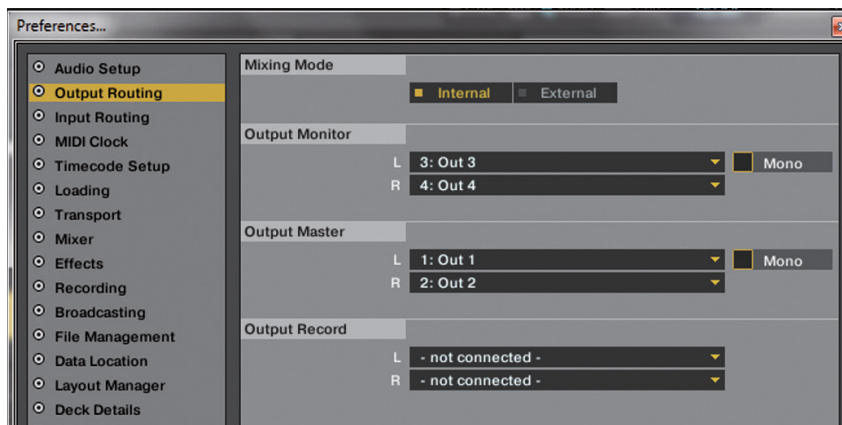 Preferences...
Audio Setup
Output Routing
Input Routing
MIDI Clock
Timecode Setup
Loading
Transport
Mixer
Effects
Recording
Broadcasting
File Management
Data Location
Layout Manager
Deck Details
Mixing Mode
Internal External
Output Monitor
L 3: Out 3 Mono
R 4: Out 4
Output Master
L 1: Out 1 Mono
R 2: Out 2
Output Record
L - not connected -
R - not connected -